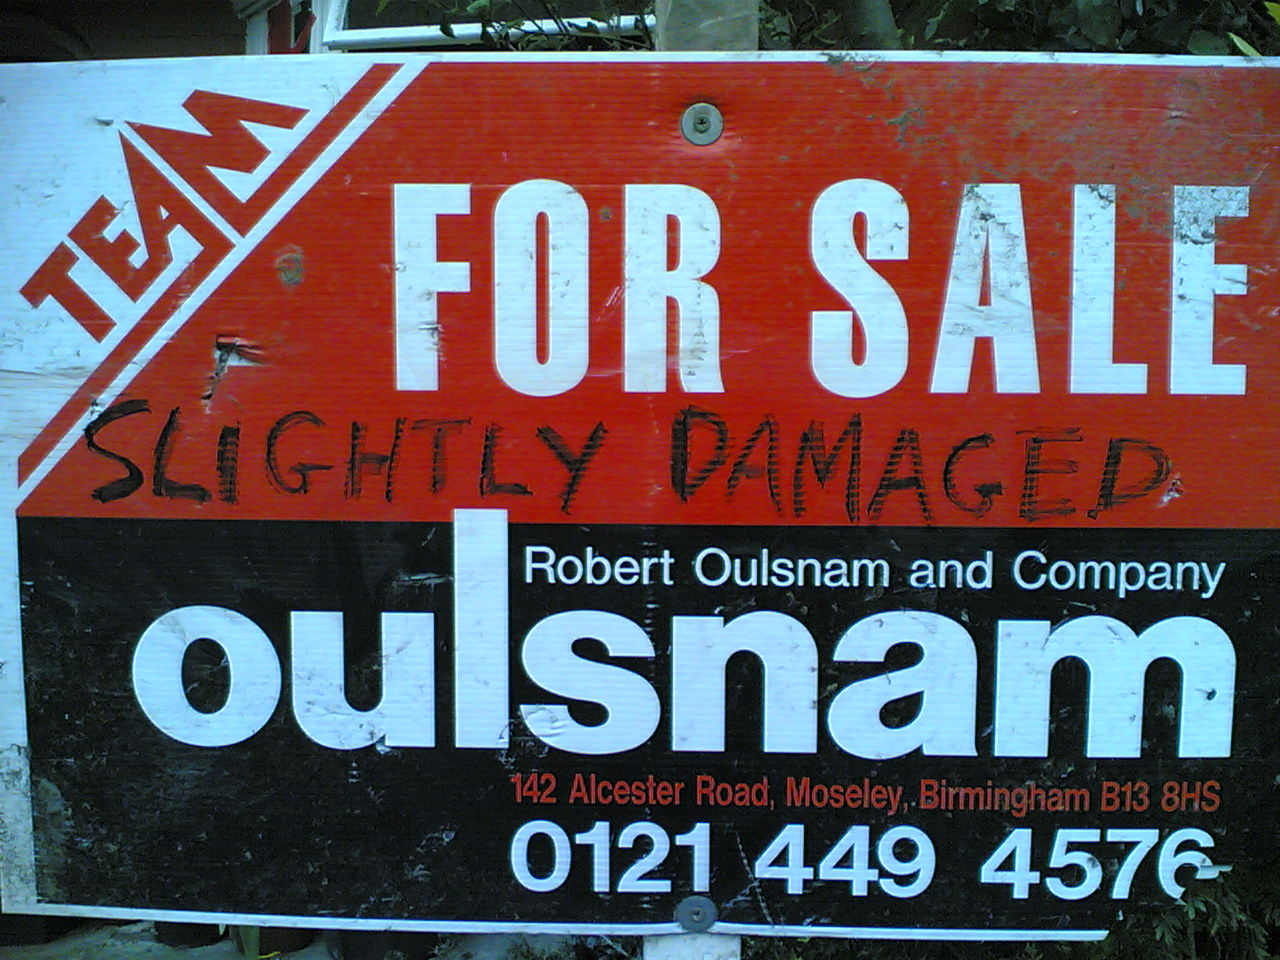 TEAM
FOR SALE
SLIGHTLY DAMAGED
Robert Oulsnam and Company
oulsnam
142 Alcester Road, Moseley, Birmingham B13 8HS
0121 449 4576